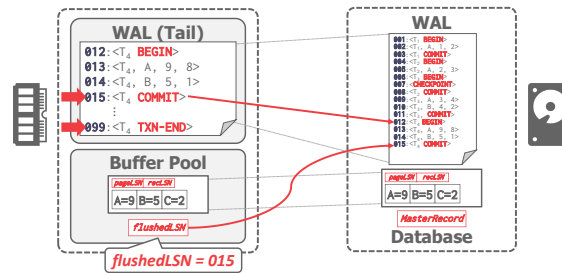 WAL (Tail)
012:<T₄ BEGIN>
013:<T₄, A, 9, 8>
014:<T₄, B, 5, 1>
015:<T₄ COMMIT>
⋮
099:<T₄ TXN-END>
Buffer Pool
pageLSN recLSN
A=9 B=5 C=2
flushedLSN
flushedLSN = 015
WAL
001:<T₁ BEGIN>
002:<T₁, A, 1, 2>
003:<T₁ COMMIT>
004:<T₂ BEGIN>
005:<T₂, A, 2, 3>
006:<T₃ BEGIN>
007:<CHECKPOINT>
008:<T₂ COMMIT>
009:<T₃, A, 3, 4>
010:<T₃, B, 4, 2>
011:<T₃ COMMIT>
012:<T₄ BEGIN>
013:<T₄, A, 9, 8>
014:<T₄, B, 5, 1>
015:<T₄ COMMIT>
pageLSN recLSN
A=9 B=5 C=2
MasterRecord
Database